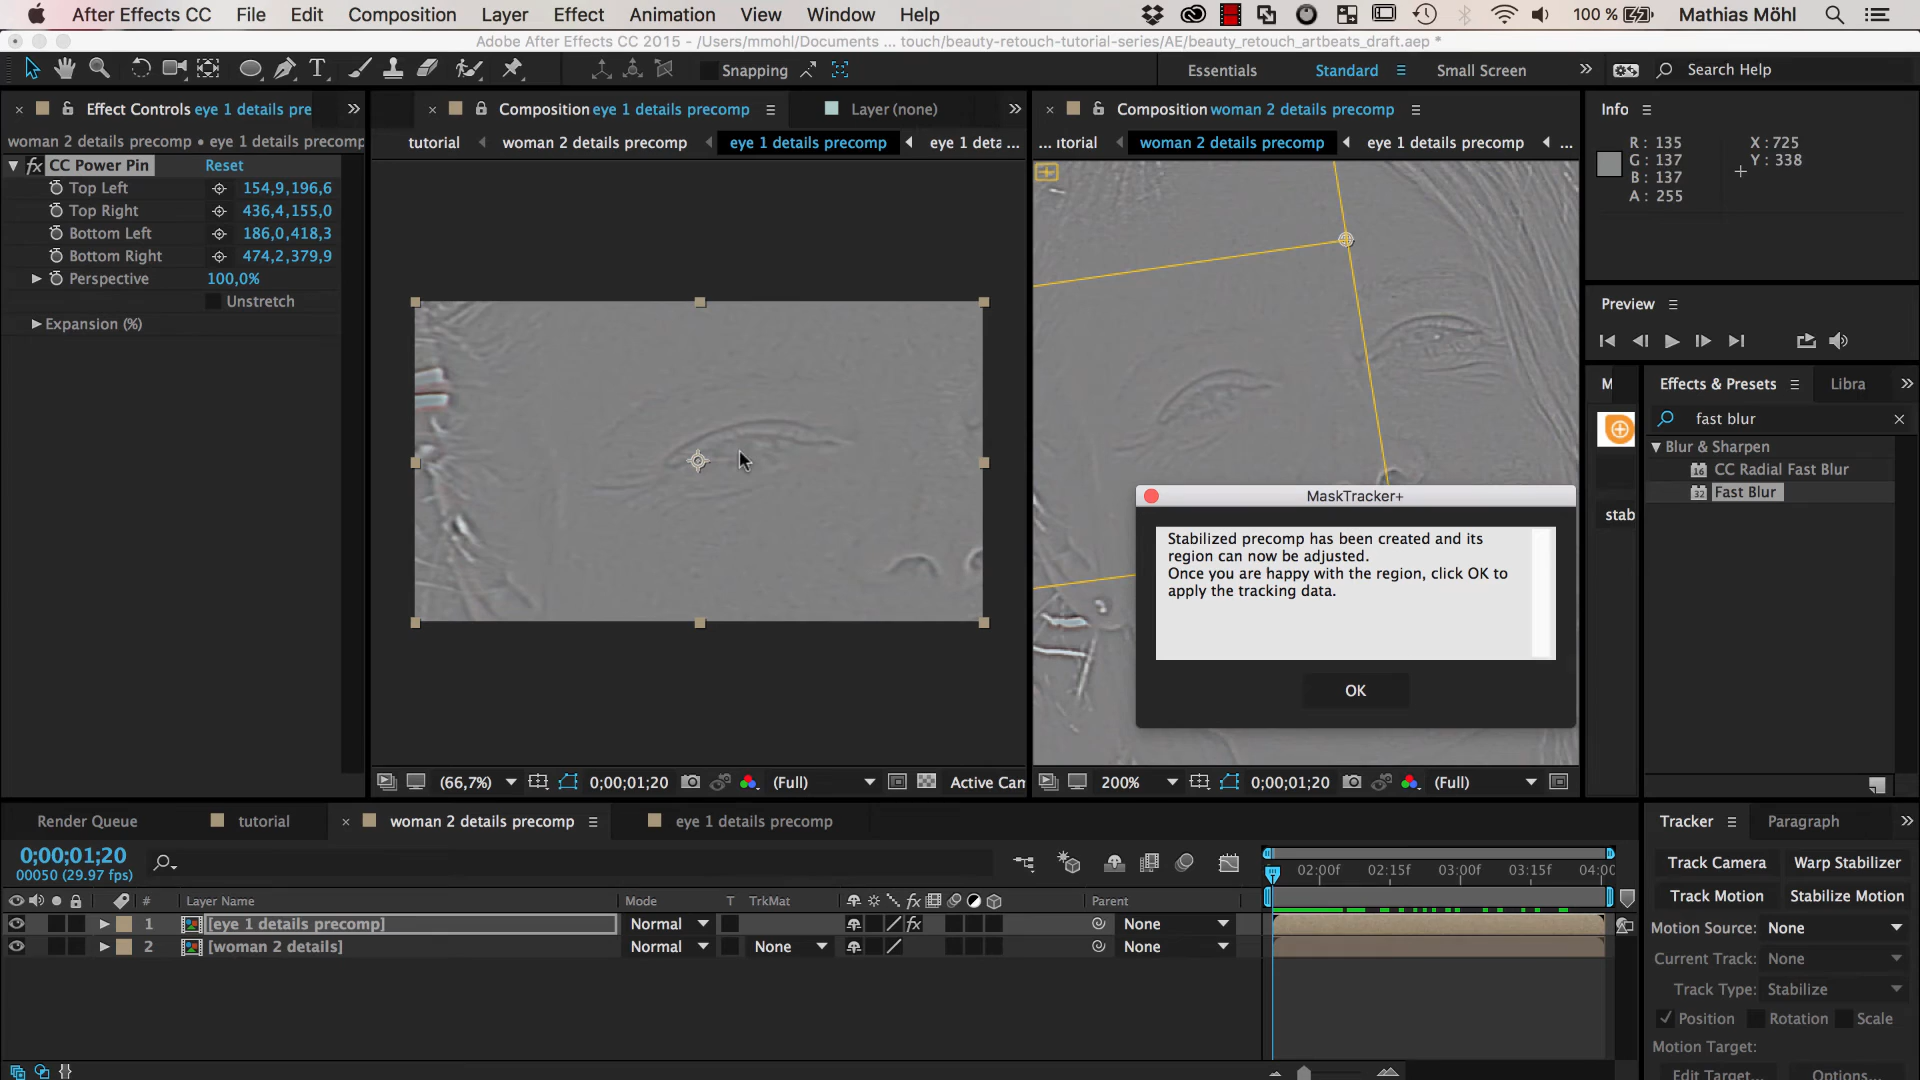 After Effects CC File Edit Composition Layer Effect Animation View Window Help 100 % Mathias Möhl
Adobe After Effects CC 2015 - /Users/mmohl/Documents ... touch/beauty-retouch-tutorial-series/AE/beauty_retouch_artbeats_draft.aep *
Snapping Essentials Standard Small Screen Search Help
Effect Controls eye 1 details pre
woman 2 details precomp • eye 1 details precomp
fx CC Power Pin Reset
Top Left 154,9,196,6
Top Right 436,4,155,0
Bottom Left 186,0,418,3
Bottom Right 474,2,379,9
Perspective 100,0%
Unstretch
Expansion (%)
Composition eye 1 details precomp Layer (none)
tutorial woman 2 details precomp eye 1 details precomp eye 1 deta: ...
(66,7%) 0;00;01;20 (Full) Active Can
Composition woman 2 details precomp
... utorial woman 2 details precomp eye 1 details precomp ...
MaskTracker+
Stabilized precomp has been created and its
region can now be adjusted.
Once you are happy with the region, click OK to
apply the tracking data.
OK
200% 0;00;01;20 (Full)
Info
R : 135 X : 725
G : 137 Y : 338
B : 137
A : 255
Preview
M Effects & Presets Libra
fast blur
Blur & Sharpen
16 CC Radial Fast Blur
32 Fast Blur
stab
Render Queue tutorial woman 2 details precomp eye 1 details precomp
0;00;01;20
00050 (29.97 fps)
02:00f 02:15f 03:00f 03:15f 04:00
# Layer Name Mode T TrkMat fx Parent
1 [eye 1 details precomp] Normal fx None
2 [woman 2 details] Normal None None
Tracker Paragraph
Track Camera Warp Stabilizer
Track Motion Stabilize Motion
Motion Source: None
Current Track: None
Track Type: Stabilize
Position Rotation Scale
Motion Target:
Edit Target... Options...